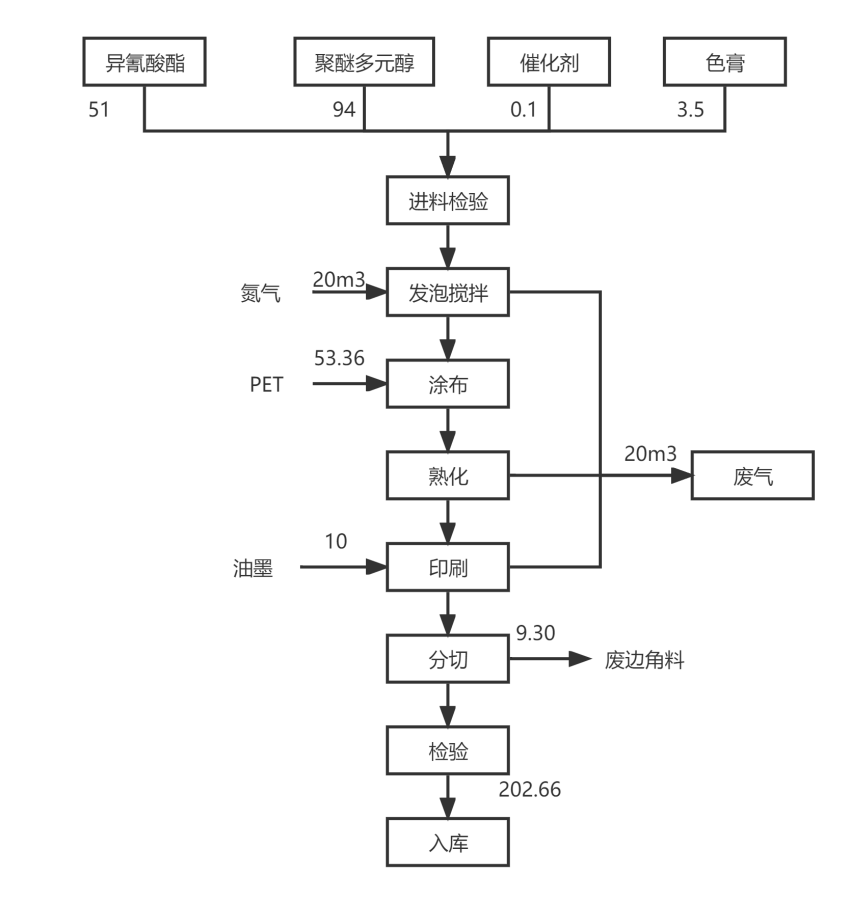 异氰酸酯
聚醚多元醇
催化剂
色膏
51
94
0.1
3.5
进料检验
氮气
20m3
发泡搅拌
53.36
PET
涂布
熟化
20m3
废气
10
油墨
印刷
9.30
分切
废边角料
检验
202.66
入库